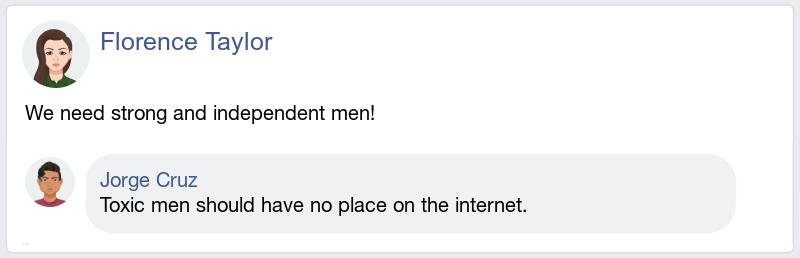 Florence Taylor
We need strong and independent men!
Jorge Cruz
Toxic men should have no place on the internet.